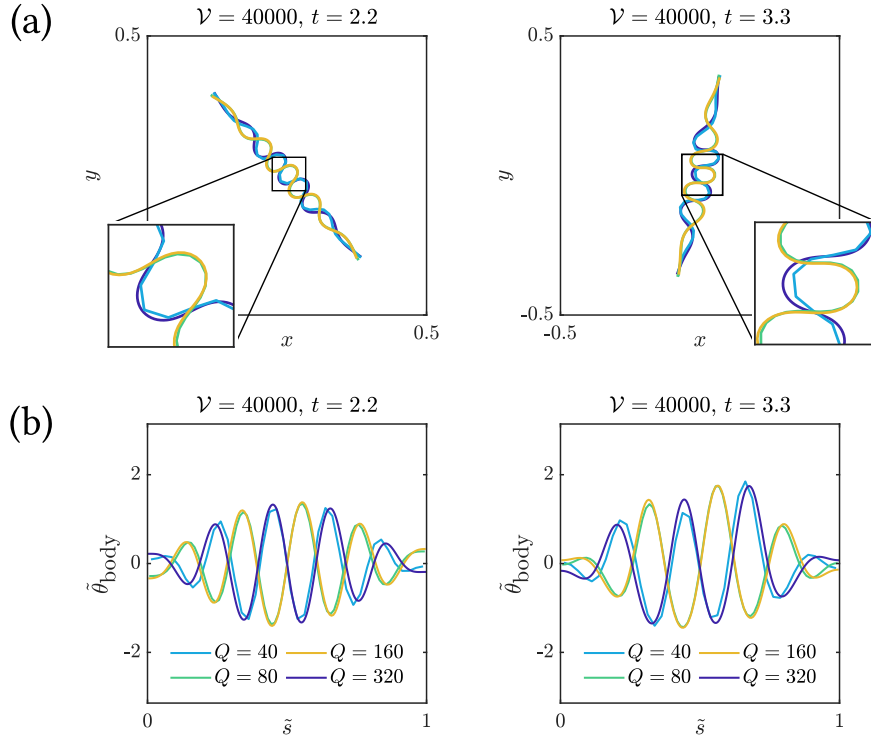 (a)
𝒱 = 40000, t = 2.2
𝒱 = 40000, t = 3.3
0.5
0.5
y
y
0.5
-0.5
-0.5
0.5
x
x
(b)
𝒱 = 40000, t = 2.2
𝒱 = 40000, t = 3.3
2
2
θ̃body
0
θ̃body
0
-2
-2
Q = 40
Q = 160
Q = 40
Q = 160
Q = 80
Q = 320
Q = 80
Q = 320
0
s̃
1
0
s̃
1